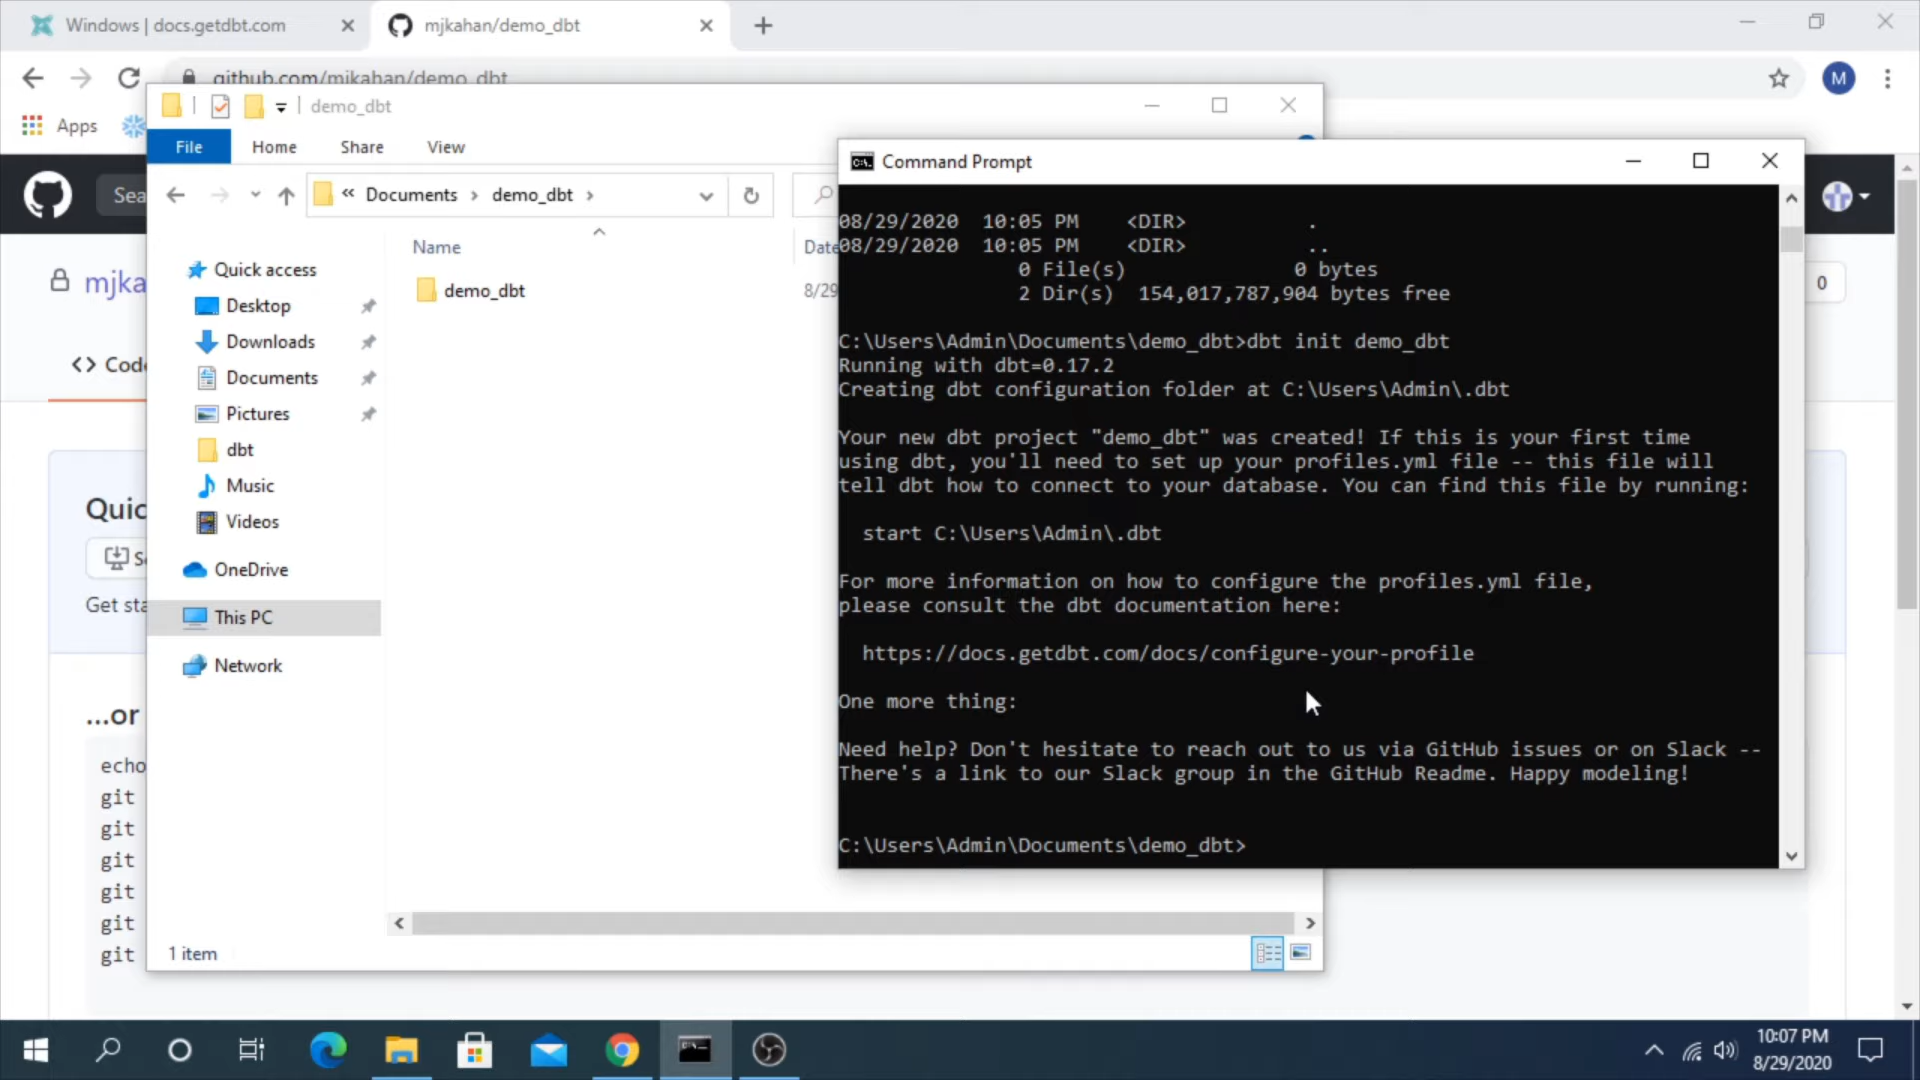 Windows | docs.getdbt.com
mjkahan/demo_dbt
github.com/mjkahan/demo_dbt
M
Apps
demo_dbt
File
Home
Share
View
Documents
demo_dbt
Name
Date
demo_dbt
8/29
Quick access
Desktop
Downloads
Documents
Pictures
dbt
Music
Videos
OneDrive
This PC
Network
1 item
Sea
mjka
0
<> Code
Quic
Se
Get sta
...or
echo
git
git
git
git
git
git
Command Prompt
08/29/2020  10:05 PM    <DIR>          .
08/29/2020  10:05 PM    <DIR>          ..
0 File(s)              0 bytes
2 Dir(s)  154,017,787,904 bytes free
C:\Users\Admin\Documents\demo_dbt>dbt init demo_dbt
Running with dbt=0.17.2
Creating dbt configuration folder at C:\Users\Admin\.dbt
Your new dbt project "demo_dbt" was created! If this is your first time
using dbt, you'll need to set up your profiles.yml file -- this file will
tell dbt how to connect to your database. You can find this file by running:
start C:\Users\Admin\.dbt
For more information on how to configure the profiles.yml file,
please consult the dbt documentation here:
https://docs.getdbt.com/docs/configure-your-profile
One more thing:
Need help? Don't hesitate to reach out to us via GitHub issues or on Slack --
There's a link to our Slack group in the GitHub Readme. Happy modeling!
C:\Users\Admin\Documents\demo_dbt>
10:07 PM
8/29/2020